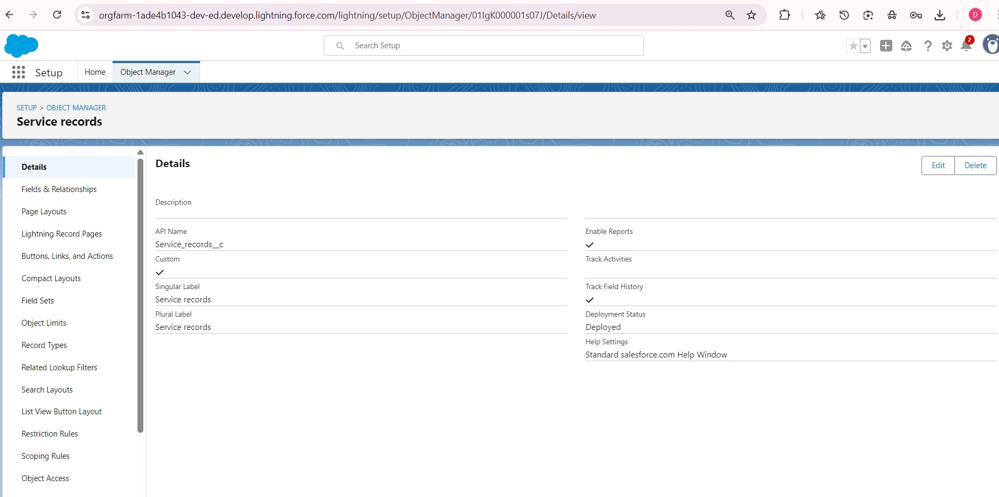 orgfarm-1ade4b1043-dev-ed.develop.lightning.force.com/lightning/setup/ObjectManager/01IgK000001s07J/Details/view
D
Search Setup
2
Setup
Home
Object Manager
SETUP > OBJECT MANAGER
Service records
Details
Fields & Relationships
Page Layouts
Lightning Record Pages
Buttons, Links, and Actions
Compact Layouts
Field Sets
Object Limits
Record Types
Related Lookup Filters
Search Layouts
List View Button Layout
Restriction Rules
Scoping Rules
Object Access
Details
Edit
Delete
Description
API Name
Service_records__c
Custom
Singular Label
Service records
Plural Label
Service records
Enable Reports
Track Activities
Track Field History
Deployment Status
Deployed
Help Settings
Standard salesforce.com Help Window